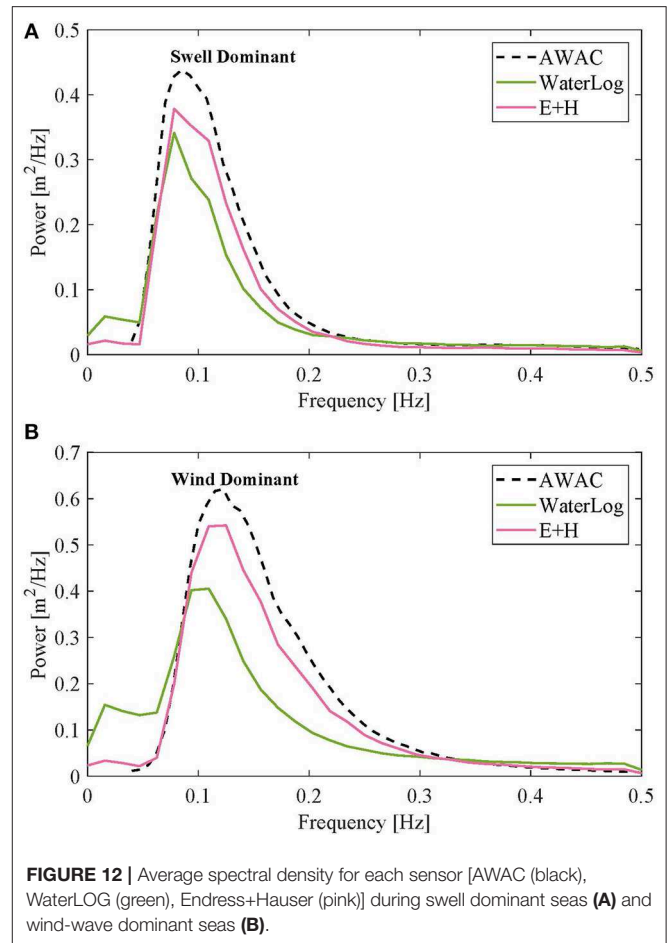 A
Swell Dominant
AWAC
WaterLog
E+H
Power [m²/Hz]
0.5
0.4
0.3
0.2
0.1
0
0 0.1 0.2 0.3 0.4 0.5
Frequency [Hz]
B
Wind Dominant
AWAC
WaterLog
E+H
Power [m²/Hz]
0.7
0.6
0.5
0.4
0.3
0.2
0.1
0
0 0.1 0.2 0.3 0.4 0.5
Frequency [Hz]
FIGURE 12 | Average spectral density for each sensor [AWAC (black),
WaterLOG (green), Endress+Hauser (pink)] during swell dominant seas (A) and
wind-wave dominant seas (B).